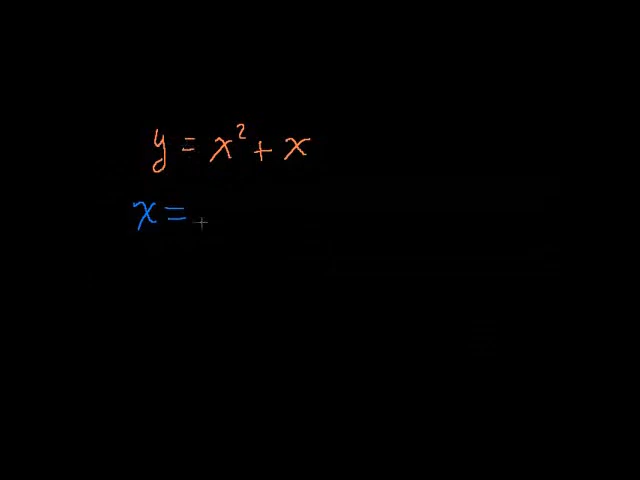 y = x² + x
x =